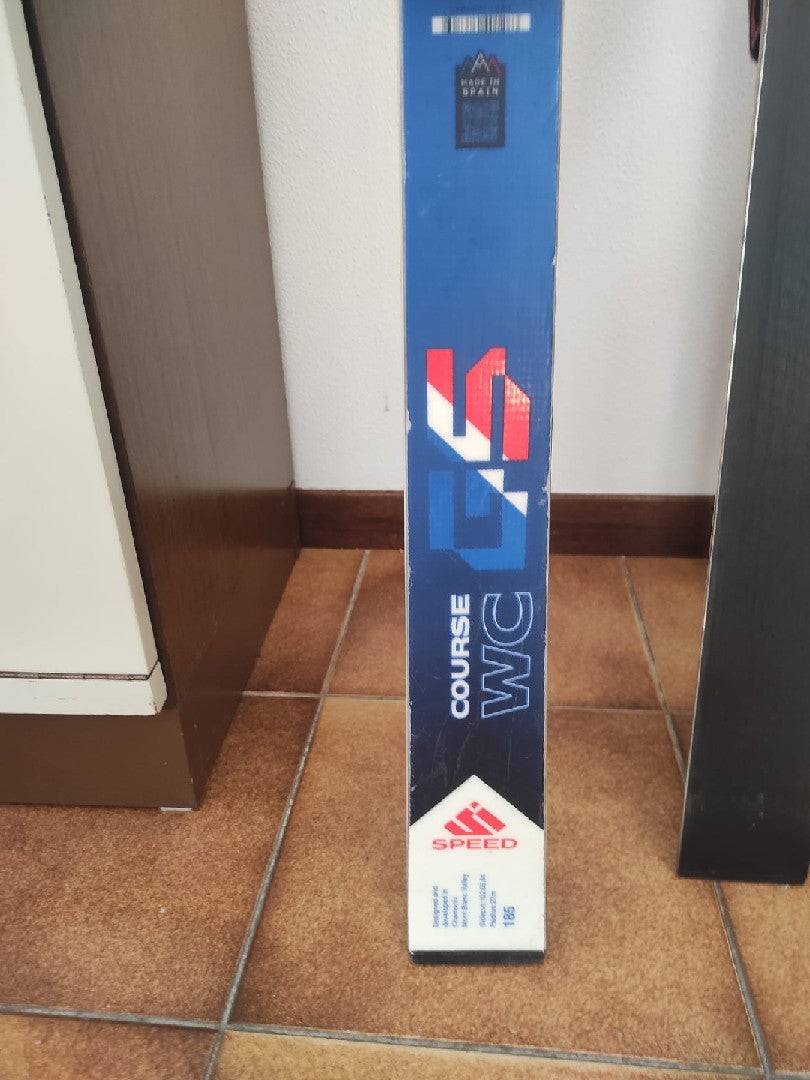 MADE IN
SPAIN
GS
COURSE
WC
SPEED
Designed and
developed in
Chamonix
Mont-Blanc Valley
Radius: 27m
185